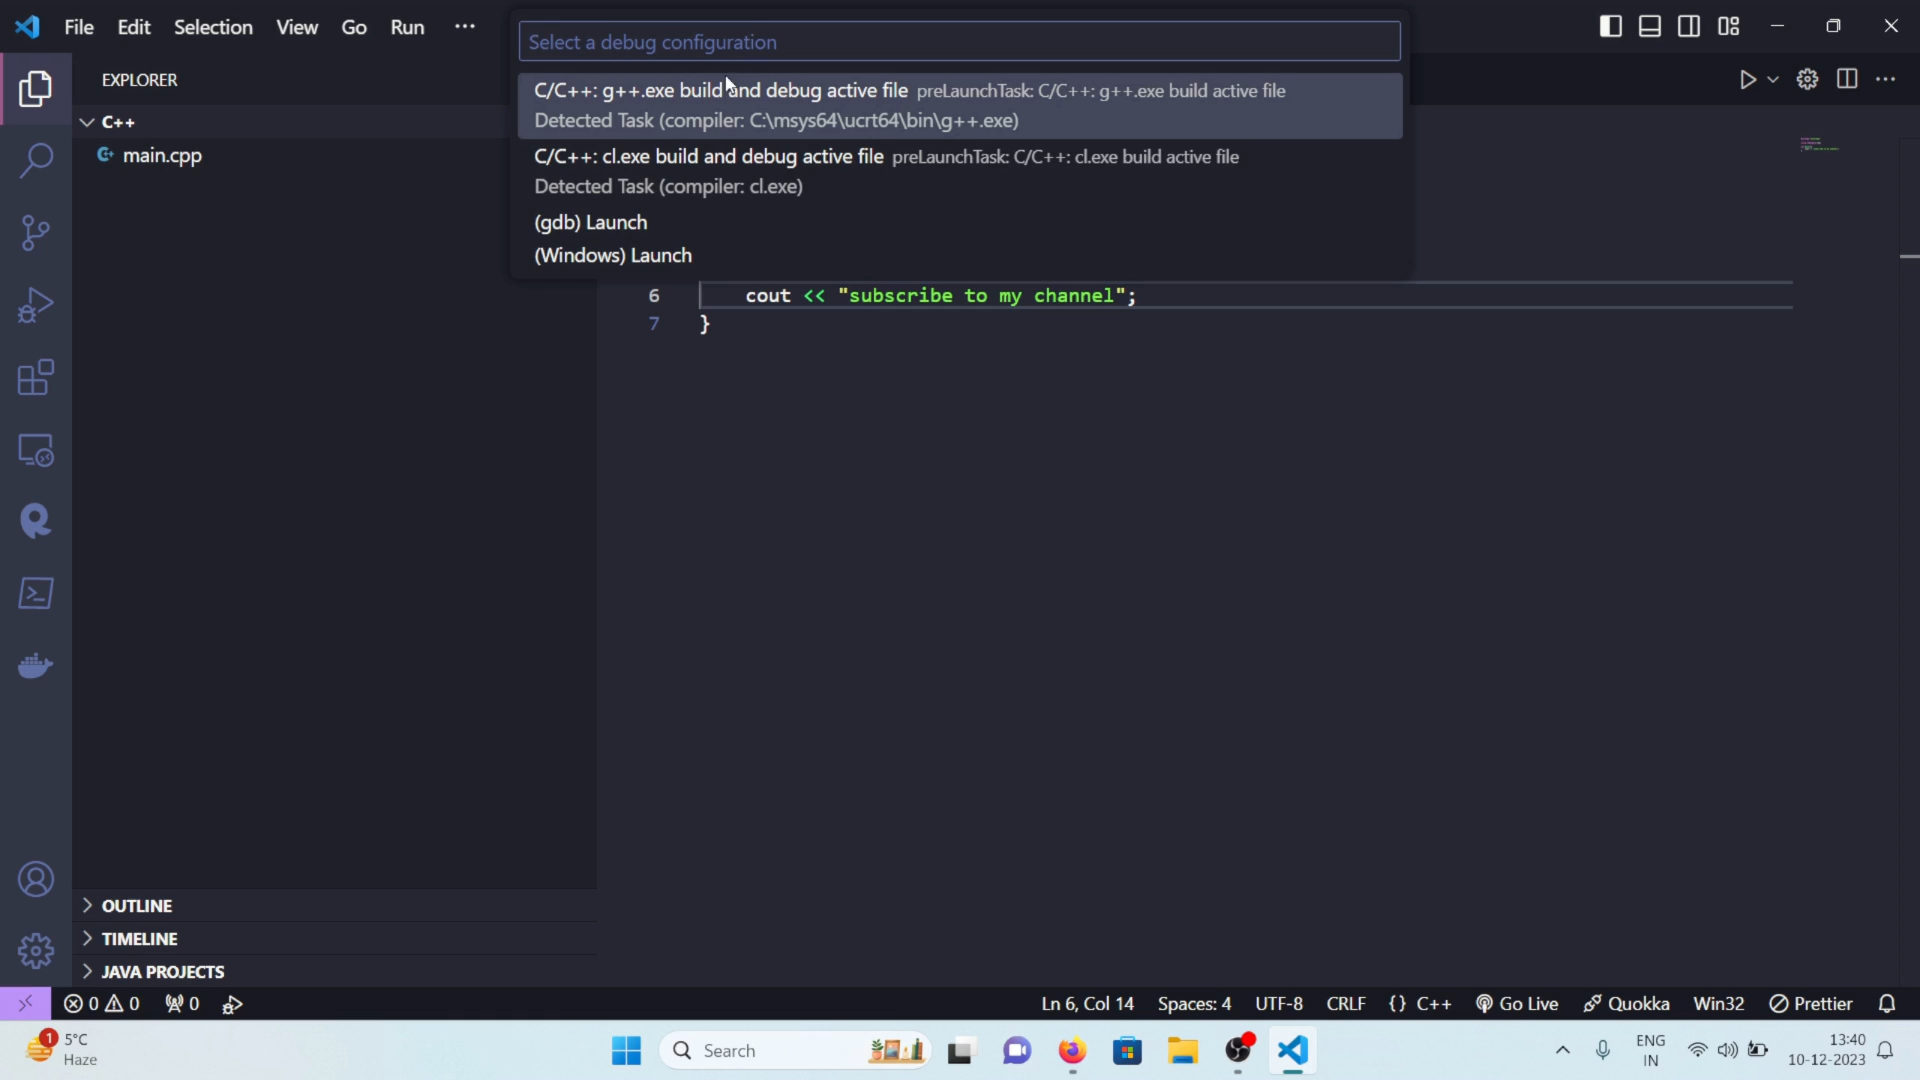 File Edit Selection View Go Run ···
Select a debug configuration
C/C++: g++.exe build and debug active file preLaunchTask: C/C++: g++.exe build active file
Detected Task (compiler: C:\msys64\ucrt64\bin\g++.exe)
C/C++: cl.exe build and debug active file preLaunchTask: C/C++: cl.exe build active file
Detected Task (compiler: cl.exe)
(gdb) Launch
(Windows) Launch
EXPLORER
C++
main.cpp
6 cout << "subscribe to my channel";
7 }
OUTLINE
TIMELINE
JAVA PROJECTS
0 0 0 Ln 6, Col 14 Spaces: 4 UTF-8 CRLF {} C++ Go Live Quokka Win32 Prettier
1 5°C
Haze
Search
ENG
IN
13:40
10-12-2023